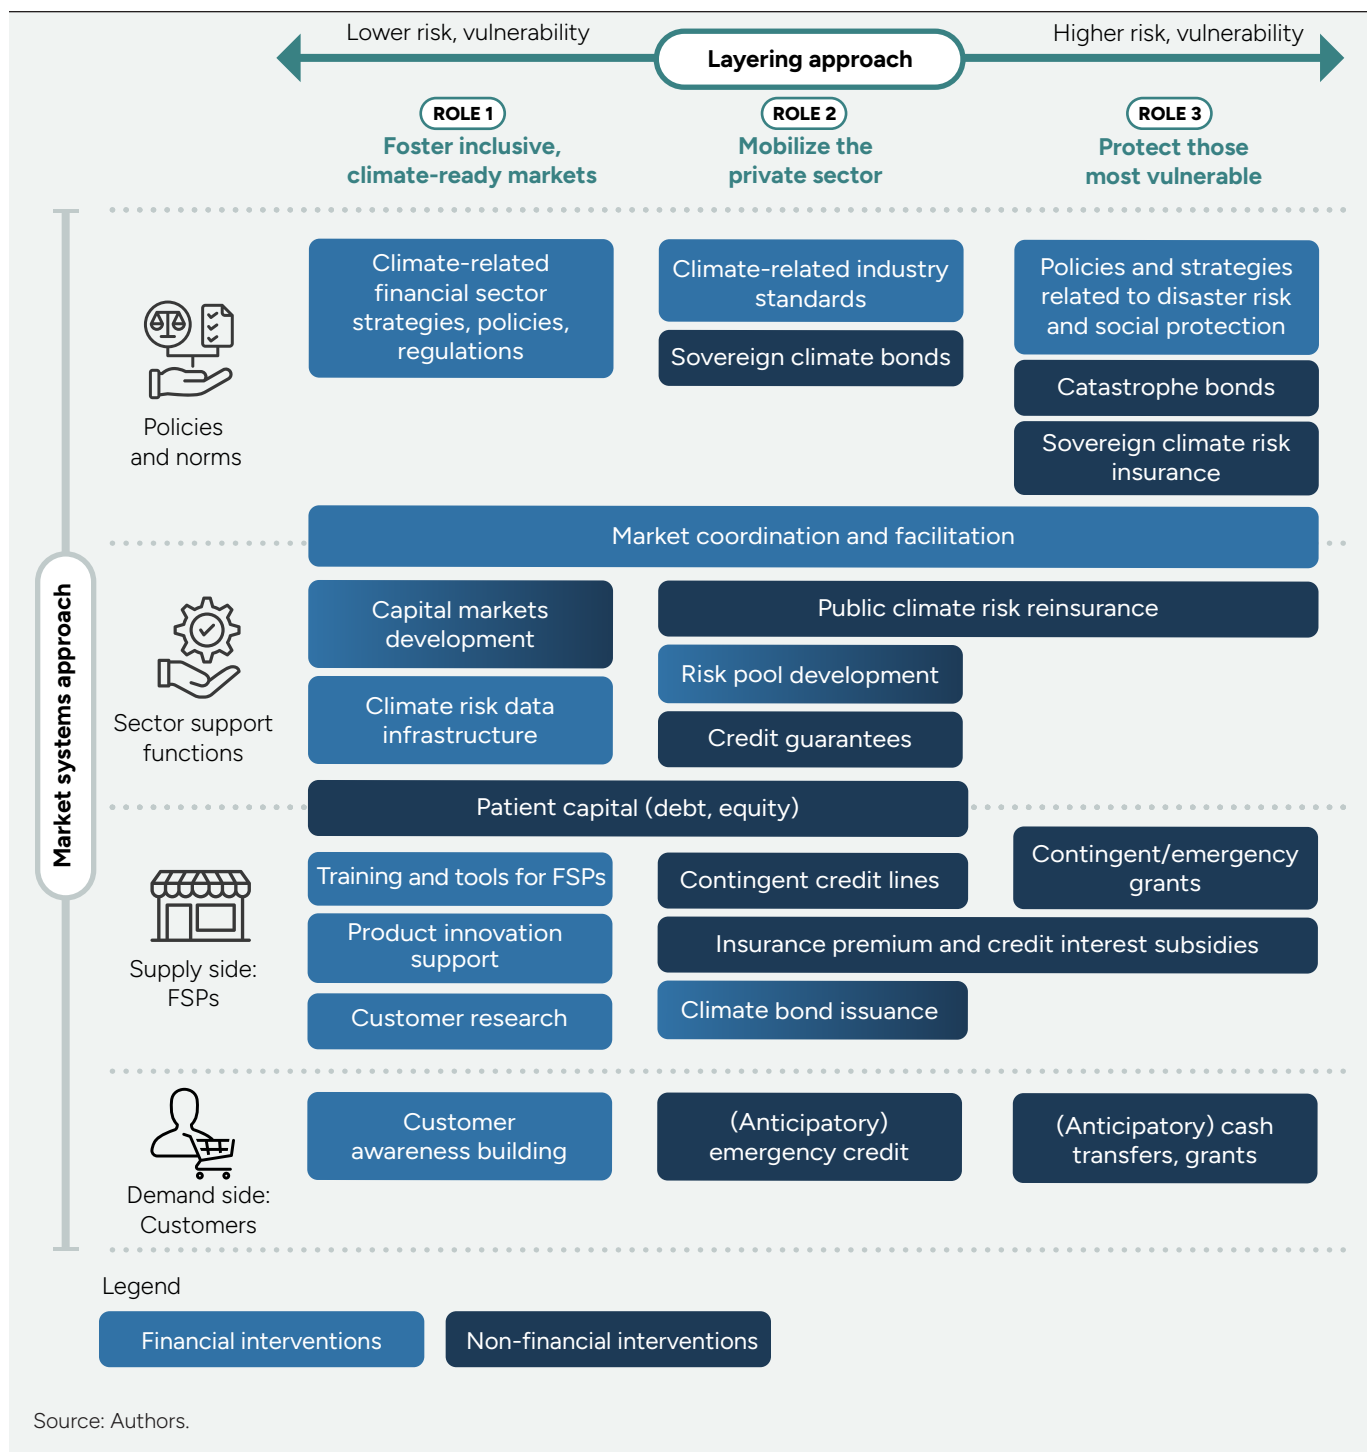 Lower risk, vulnerability
Layering approach
Higher risk, vulnerability
ROLE 1
Foster inclusive,
climate-ready markets
ROLE 2
Mobilize the
private sector
ROLE 3
Protect those
most vulnerable
Market systems approach
Policies
and norms
Climate-related
financial sector
strategies, policies,
regulations
Climate-related industry
standards
Sovereign climate bonds
Policies and strategies
related to disaster risk
and social protection
Catastrophe bonds
Sovereign climate risk
insurance
Market coordination and facilitation
Sector support
functions
Capital markets
development
Climate risk data
infrastructure
Public climate risk reinsurance
Risk pool development
Credit guarantees
Patient capital (debt, equity)
Supply side:
FSPs
Training and tools for FSPs
Product innovation
support
Customer research
Contingent credit lines
Contingent/emergency
grants
Insurance premium and credit interest subsidies
Climate bond issuance
Demand side:
Customers
Customer
awareness building
(Anticipatory)
emergency credit
(Anticipatory) cash
transfers, grants
Legend
Financial interventions
Non-financial interventions
Source: Authors.